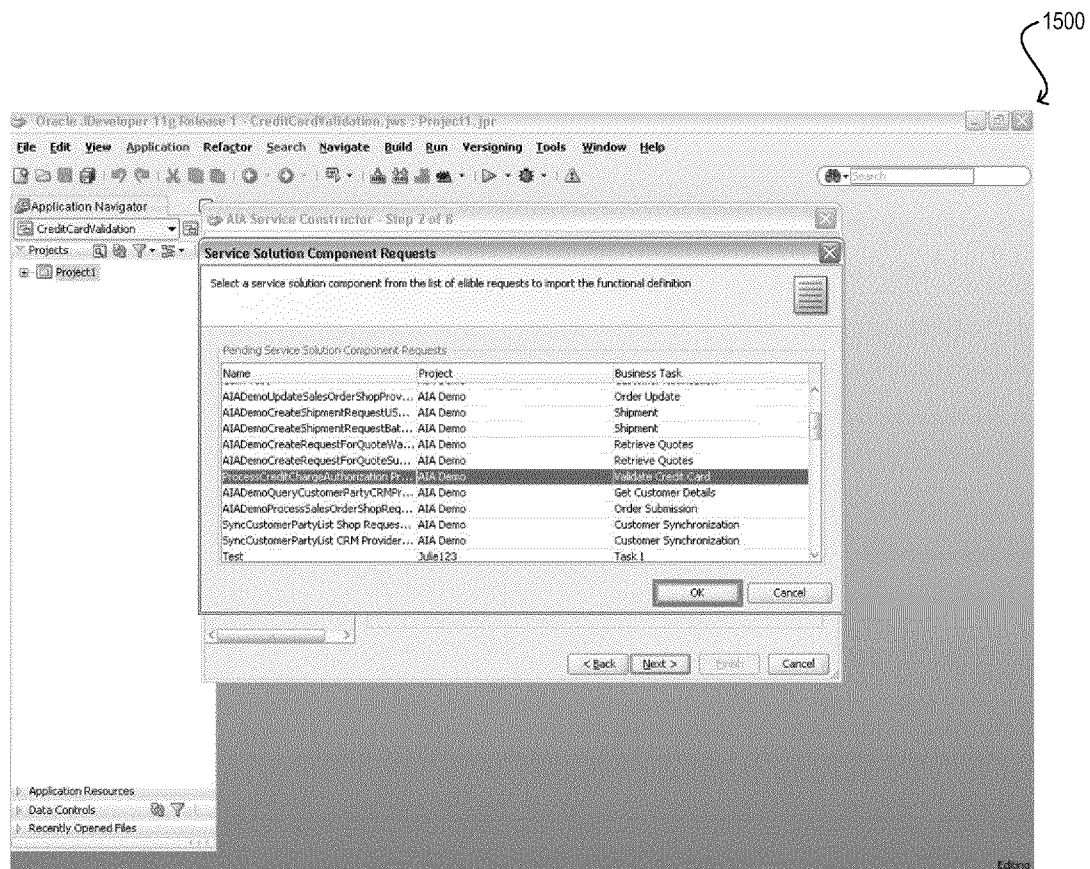 1500
Oracle JDeveloper 11g Release 1 - CreditCardValidation.jws : Project1.jpr
File Edit View Application Refactor Search Navigate Build Run Versioning Tools Window Help
Search
Application Navigator
CreditCardValidation
Projects
Project1
AIA Service Constructor - Step 2 of 8
Service Solution Component Requests
Select a service solution component from the list of elible requests to import the functional definition
Pending Service Solution Component Requests
Name Project Business Task
AIADemoUpdateSalesOrderShopProv... AIA Demo Order Update
AIADemoCreateShipmentRequestUS... AIA Demo Shipment
AIADemoCreateShipmentRequestBat... AIA Demo Shipment
AIADemoCreateRequestForQuoteWa... AIA Demo Retrieve Quotes
AIADemoCreateRequestForQuoteSu... AIA Demo Retrieve Quotes
ProcessCreditChargeAuthorization Pr... AIA Demo Validate Credit Card
AIADemoQueryCustomerPartyCRMPr... AIA Demo Get Customer Details
AIADemoProcessSalesOrderShopReq... AIA Demo Order Submission
SyncCustomerPartyList Shop Reques... AIA Demo Customer Synchronization
SyncCustomerPartyList CRM Provider... AIA Demo Customer Synchronization
Test Julie123 Task 1
OK Cancel
< Back Next > Finish Cancel
Application Resources
Data Controls
Recently Opened Files
Editing